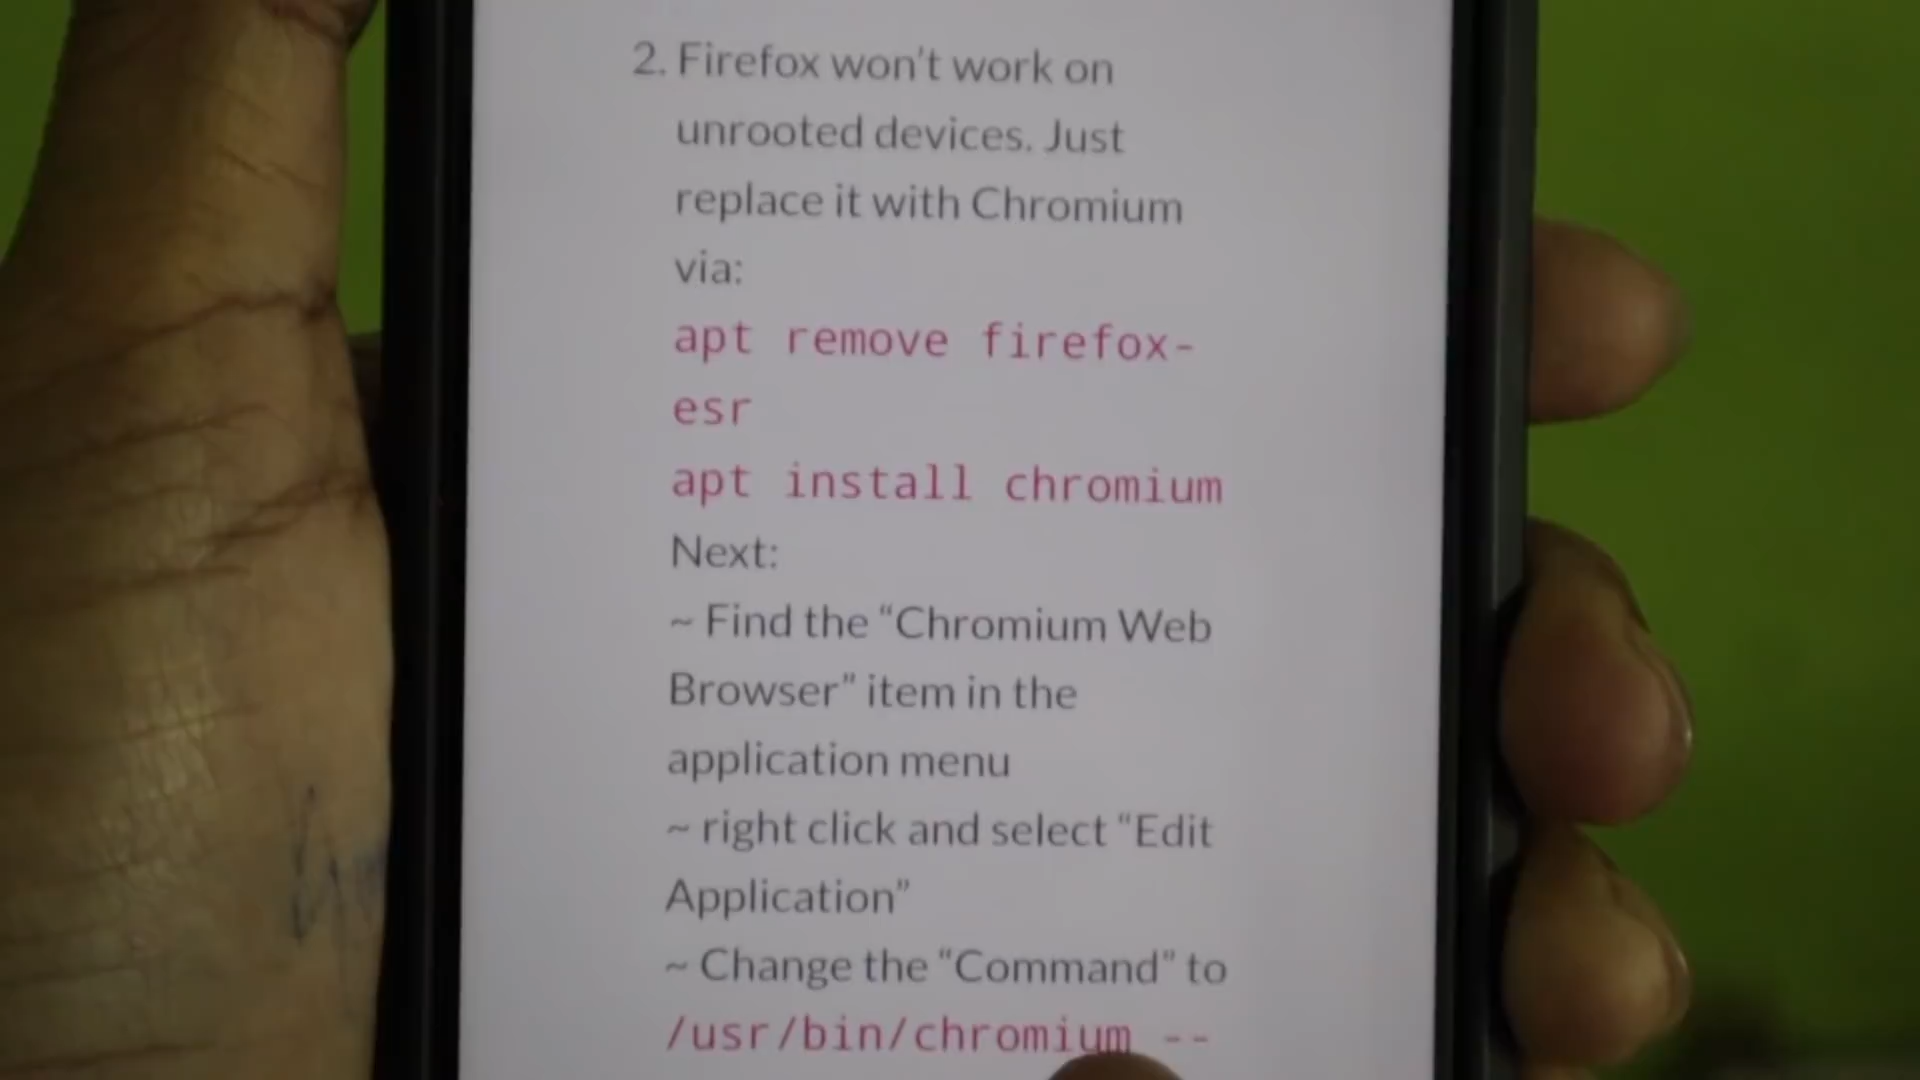 2. Firefox won't work on
unrooted devices. Just
replace it with Chromium
via:
apt remove firefox-
esr
apt install chromium
Next:
~ Find the “Chromium Web
Browser” item in the
application menu
~ right click and select “Edit
Application”
~ Change the “Command” to
/usr/bin/chromium --